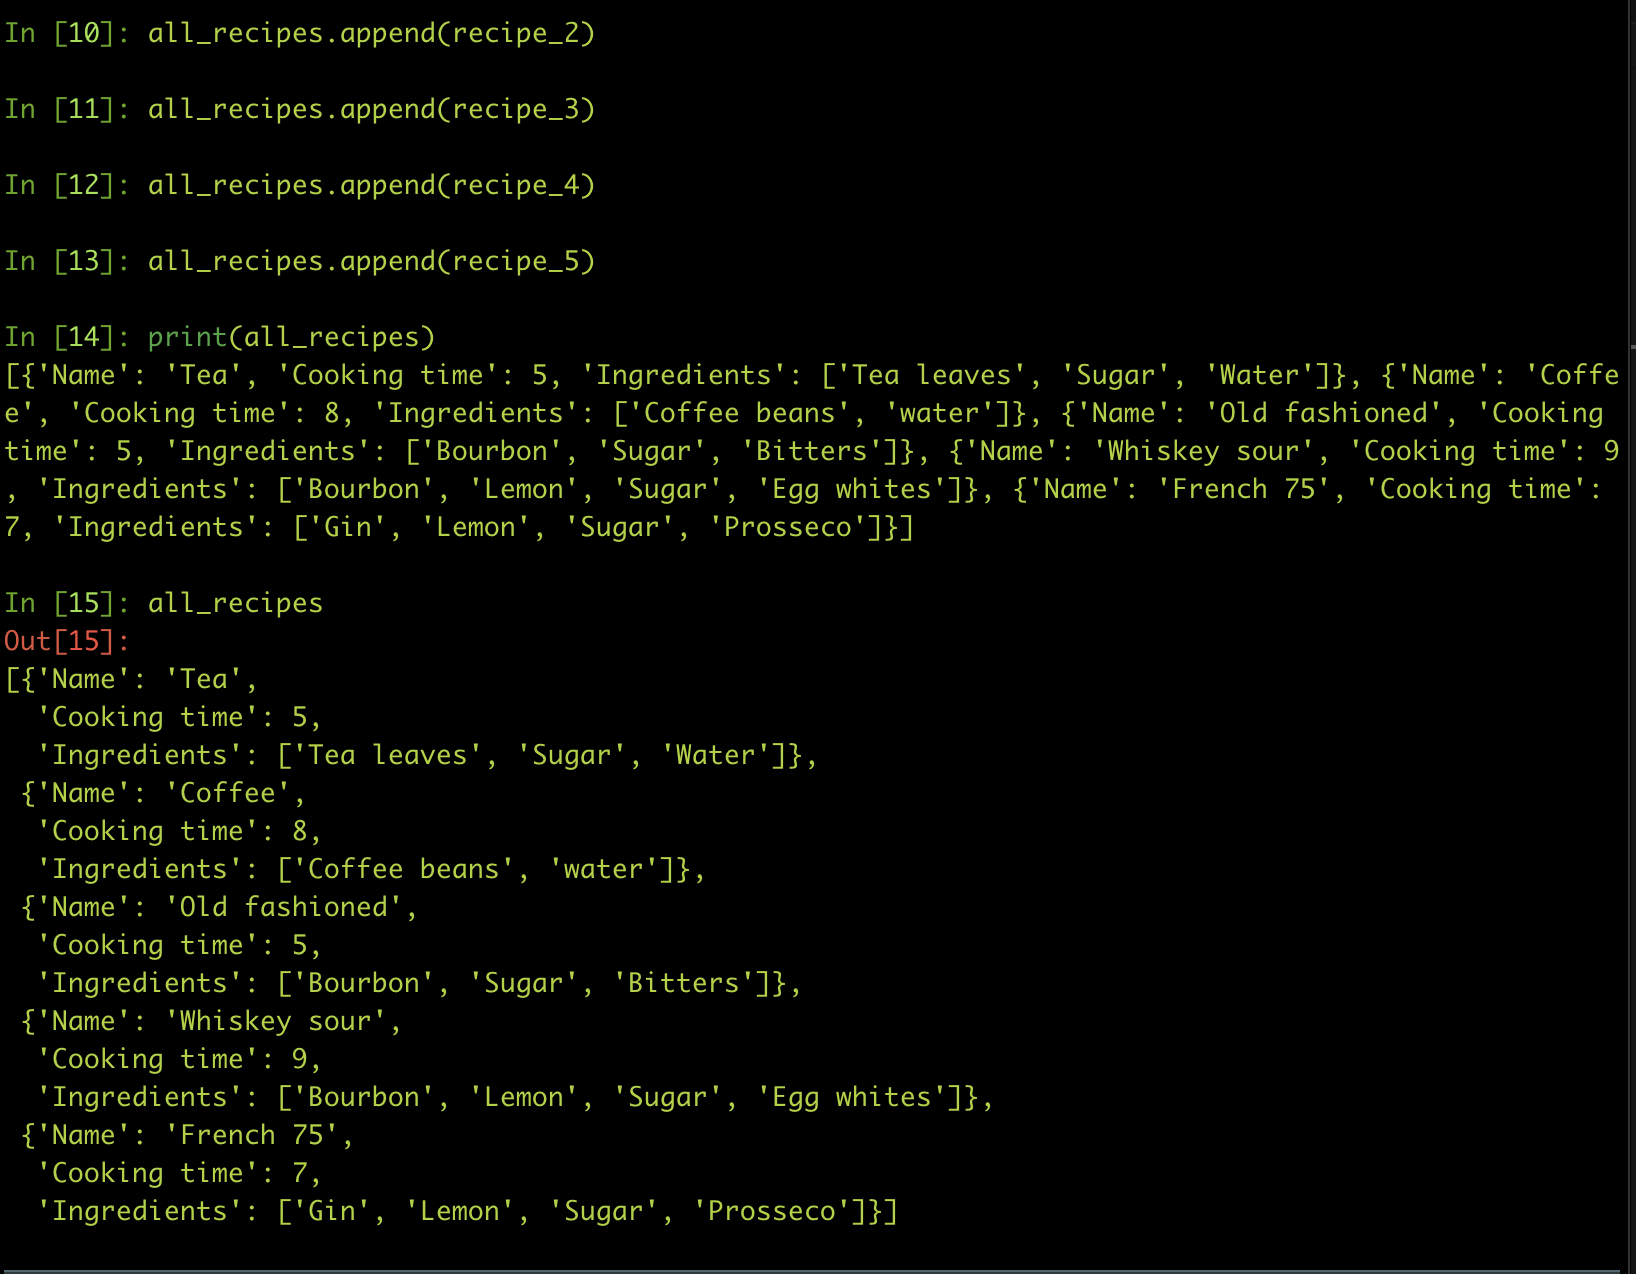 In [10]: all_recipes.append(recipe_2)
In [11]: all_recipes.append(recipe_3)
In [12]: all_recipes.append(recipe_4)
In [13]: all_recipes.append(recipe_5)
In [14]: print(all_recipes)
[{'Name': 'Tea', 'Cooking time': 5, 'Ingredients': ['Tea leaves', 'Sugar', 'Water']}, {'Name': 'Coffe
e', 'Cooking time': 8, 'Ingredients': ['Coffee beans', 'water']}, {'Name': 'Old fashioned', 'Cooking
time': 5, 'Ingredients': ['Bourbon', 'Sugar', 'Bitters']}, {'Name': 'Whiskey sour', 'Cooking time': 9
, 'Ingredients': ['Bourbon', 'Lemon', 'Sugar', 'Egg whites']}, {'Name': 'French 75', 'Cooking time':
7, 'Ingredients': ['Gin', 'Lemon', 'Sugar', 'Prosseco']}]
In [15]: all_recipes
Out[15]:
[{'Name': 'Tea',
  'Cooking time': 5,
  'Ingredients': ['Tea leaves', 'Sugar', 'Water']},
 {'Name': 'Coffee',
  'Cooking time': 8,
  'Ingredients': ['Coffee beans', 'water']},
 {'Name': 'Old fashioned',
  'Cooking time': 5,
  'Ingredients': ['Bourbon', 'Sugar', 'Bitters']},
 {'Name': 'Whiskey sour',
  'Cooking time': 9,
  'Ingredients': ['Bourbon', 'Lemon', 'Sugar', 'Egg whites']},
 {'Name': 'French 75',
  'Cooking time': 7,
  'Ingredients': ['Gin', 'Lemon', 'Sugar', 'Prosseco']}]